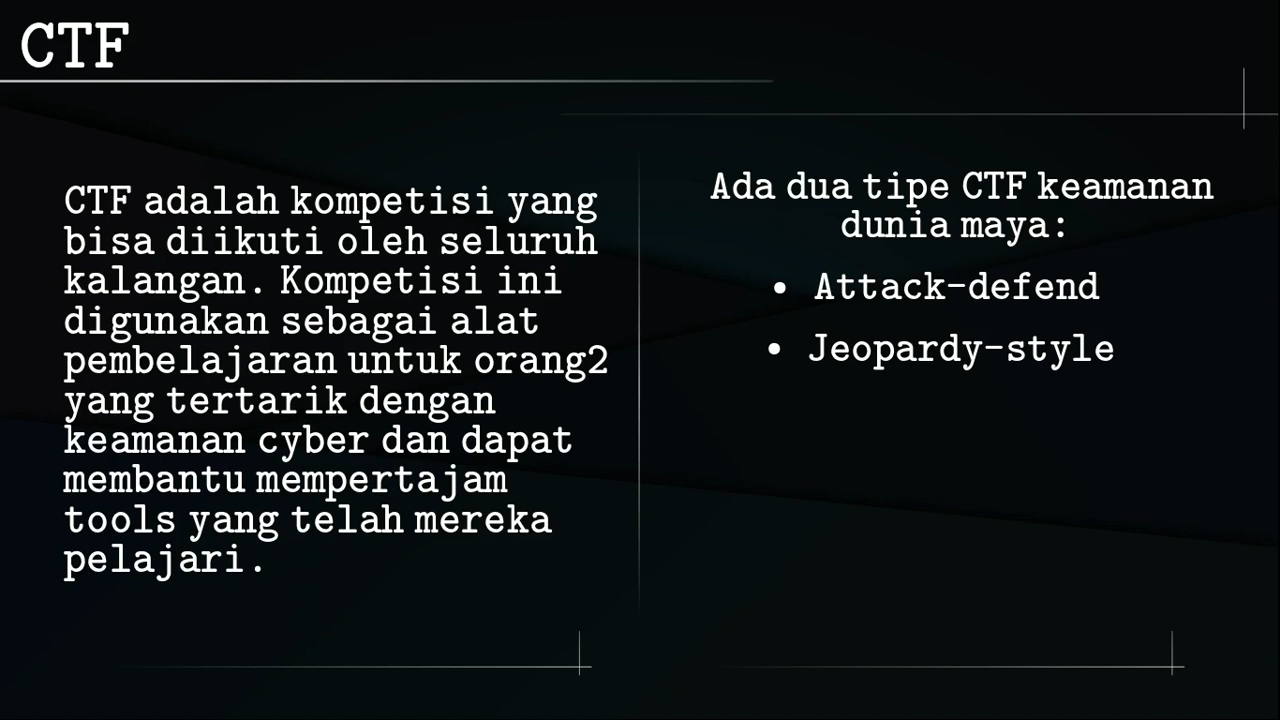 CTF
CTF adalah kompetisi yang
bisa diikuti oleh seluruh
kalangan. Kompetisi ini
digunakan sebagai alat
pembelajaran untuk orang2
yang tertarik dengan
keamanan cyber dan dapat
membantu mempertajam
tools yang telah mereka
pelajari.
Ada dua tipe CTF keamanan
dunia maya:
• Attack-defend
• Jeopardy-style